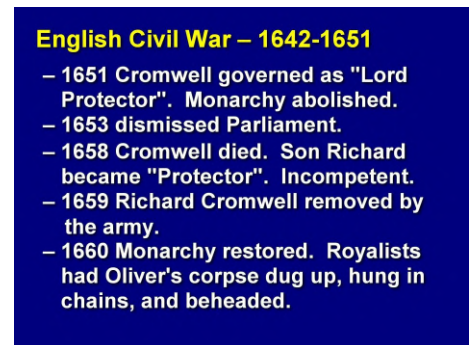 English Civil War – 1642-1651
– 1651 Cromwell governed as "Lord
Protector".  Monarchy abolished.
– 1653 dismissed Parliament.
– 1658 Cromwell died.  Son Richard
became "Protector".  Incompetent.
– 1659 Richard Cromwell removed by
the army.
– 1660 Monarchy restored.  Royalists
had Oliver's corpse dug up, hung in
chains, and beheaded.